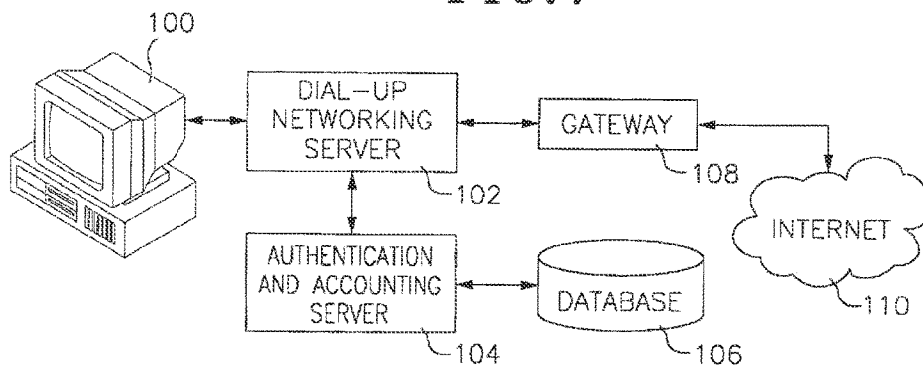 100
DIAL-UP
NETWORKING
SERVER
102
GATEWAY
108
INTERNET
110
AUTHENTICATION
AND ACCOUNTING
SERVER
104
DATABASE
106